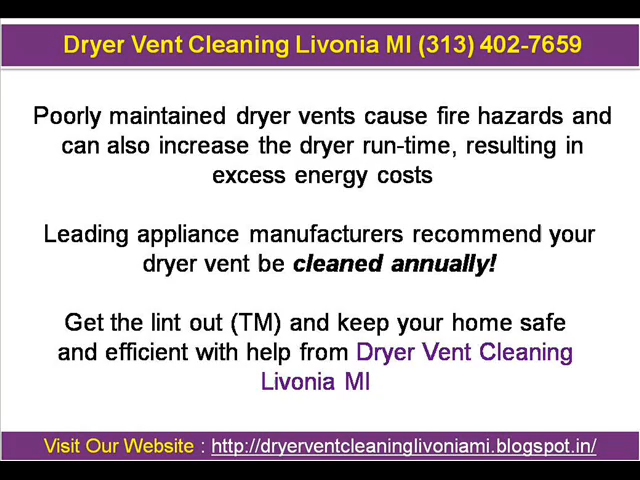 Dryer Vent Cleaning Livonia MI (313) 402-7659
Poorly maintained dryer vents cause fire hazards and
can also increase the dryer run-time, resulting in
excess energy costs
Leading appliance manufacturers recommend your
dryer vent be cleaned annually!
Get the lint out (TM) and keep your home safe
and efficient with help from Dryer Vent Cleaning
Livonia MI
Visit Our Website : http://dryerventcleaninglivoniami.blogspot.in/